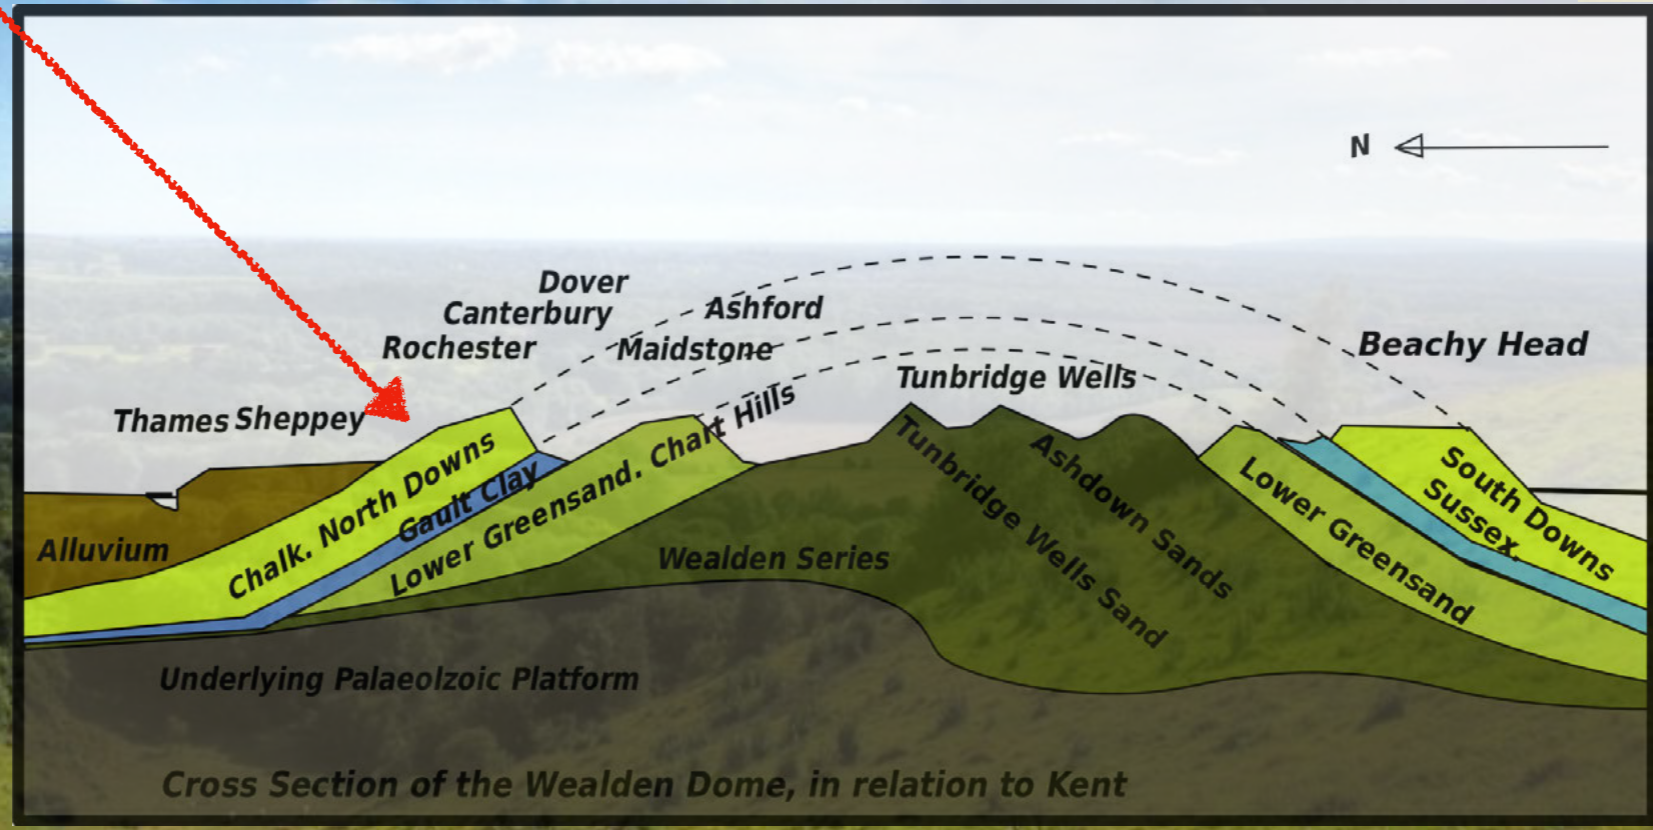 N
Dover
Canterbury
Ashford
Rochester
Maidstone
Beachy Head
Tunbridge Wells
Thames
Sheppey
Chalk. North Downs
Gault Clay
Lower Greensand. Chart Hills
Tunbridge Wells Sand
Ashdown Sands
Lower Greensand
South Downs
Sussex.
Alluvium
Wealden Series
Underlying Palaeolzoic Platform
Cross Section of the Wealden Dome, in relation to Kent